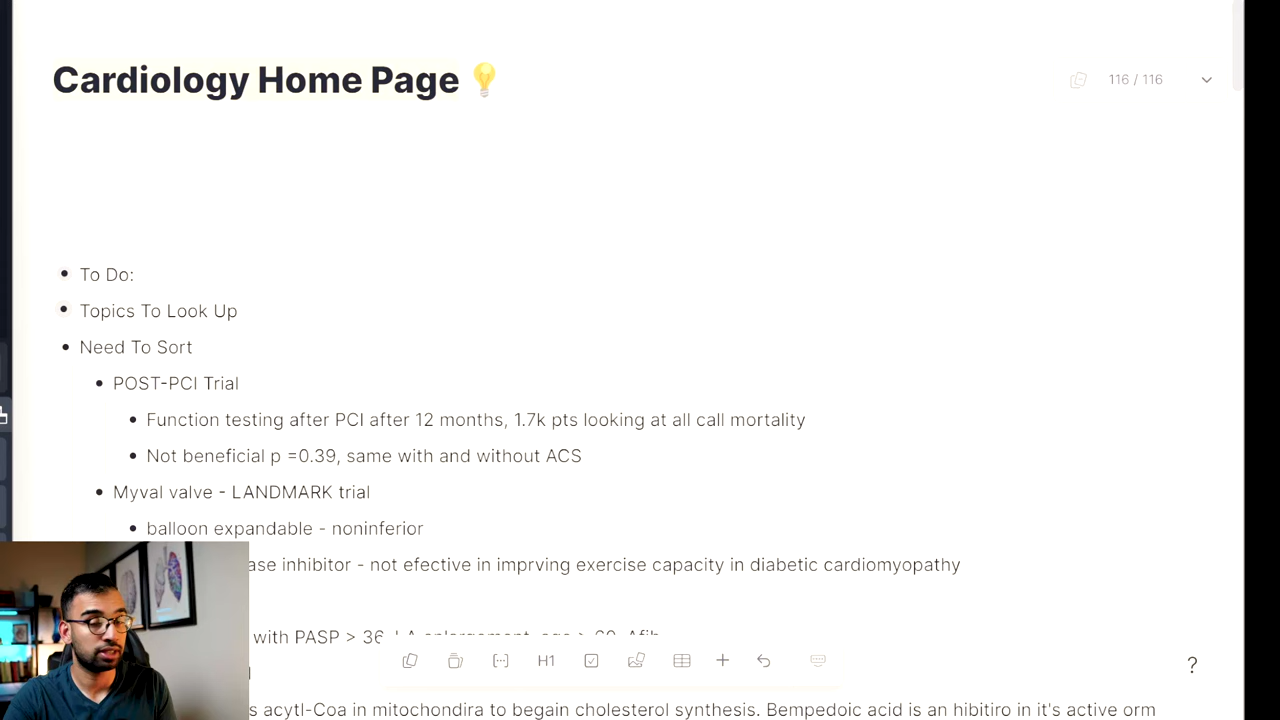 Cardiology Home Page
116 / 116
To Do:
Topics To Look Up
Need To Sort
POST-PCI Trial
Function testing after PCI after 12 months, 1.7k pts looking at all call mortality
Not beneficial p =0.39, same with and without ACS
Myval valve - LANDMARK trial
balloon expandable - noninferior
ase inhibitor - not efective in imprving exercise capacity in diabetic cardiomyopathy
with PASP > 36
H1
?
s acytl-Coa in mitochondira to begain cholesterol synthesis. Bempedoic acid is an hibitiro in it's active orm